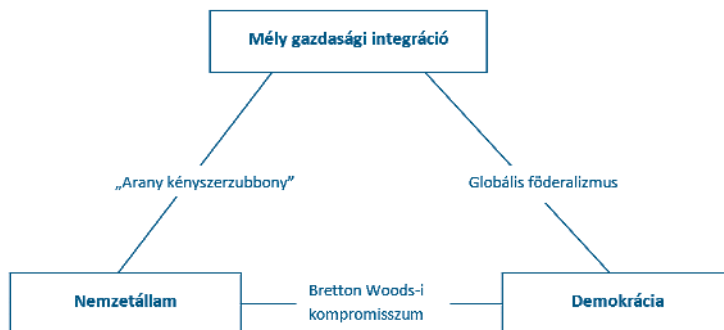 Mély gazdasági integráció
„Arany kényszerzubbony”
Globális föderalizmus
Nemzetállam
Bretton Woods-i
kompromisszum
Demokrácia